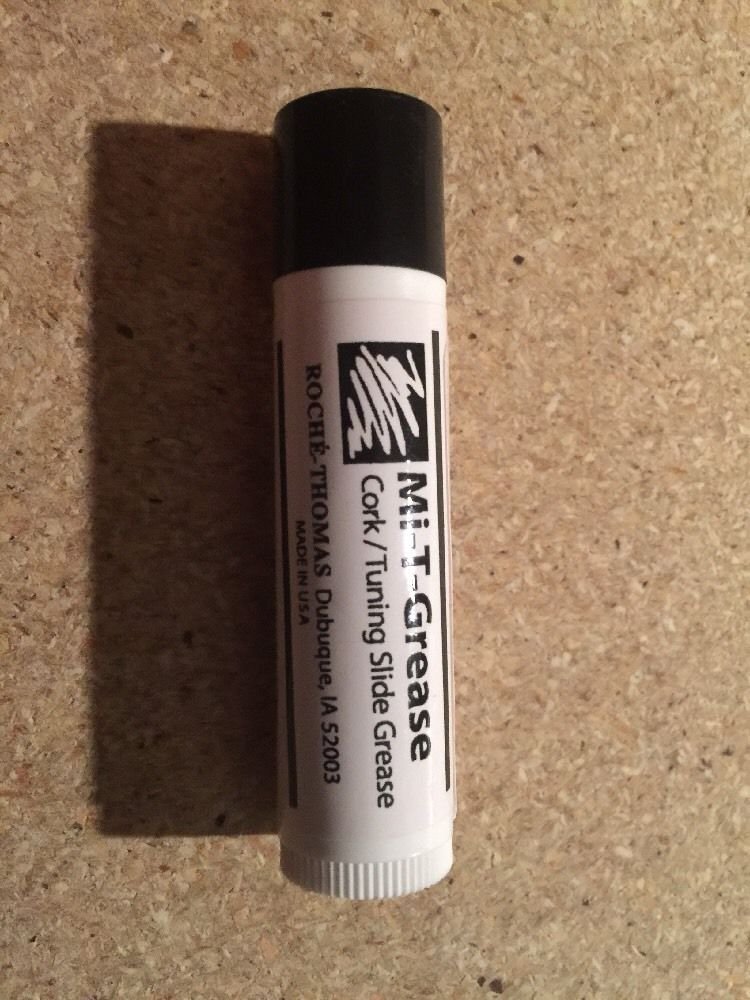 Mi-T-Grease
Cork / Tuning Slide Grease
ROCHÉ-THOMAS Dubuque, IA 52003
MADE IN USA